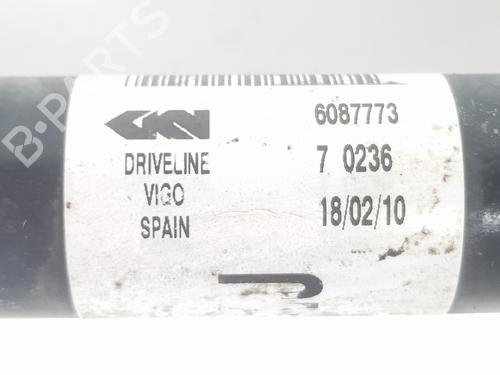 B-PARTS
GKN
6087773
DRIVELINE
7 0236
VIGO
18/02/10
SPAIN